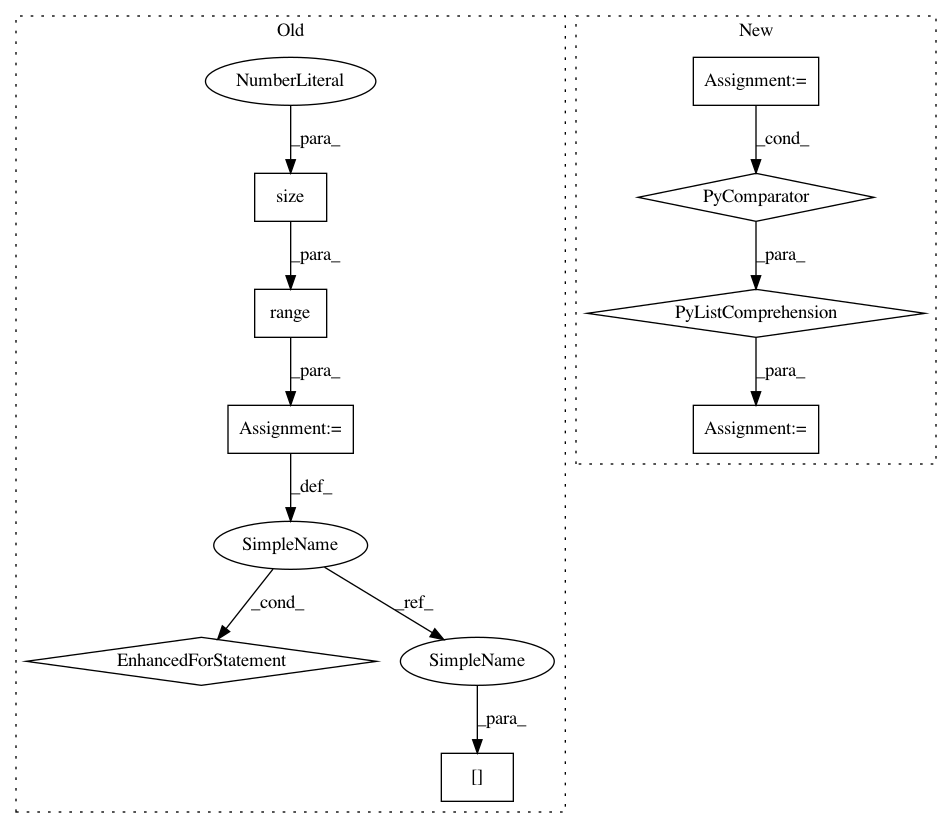 Old
New
NumberLiteral
Assignment:=
_para_
_cond_
size
PyComparator
_para_
_para_
range
PyListComprehension
_para_
_para_
Assignment:=
Assignment:=
_def_
SimpleName
_cond_
_ref_
EnhancedForStatement
SimpleName
_para_
[]